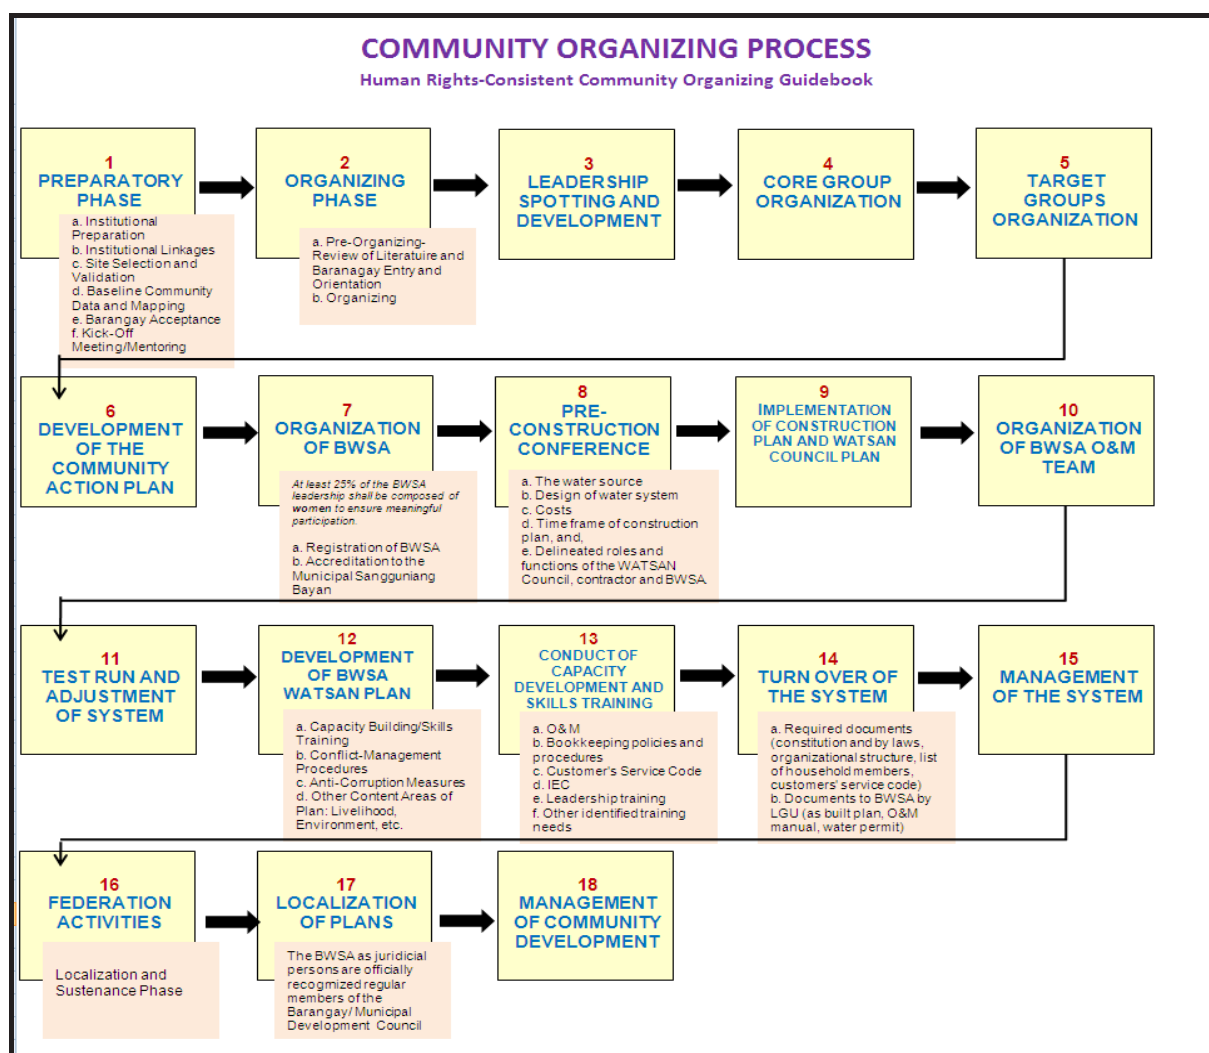 COMMUNITY ORGANIZING PROCESS
Human Rights-Consistent Community Organizing Guidebook
1
PREPARATORY
PHASE
a. Institutional
Preparation
b. Institutional Linkages
c. Site Selection and
Validation
d. Baseline Community
Data and Mapping
e. Barangay Acceptance
f. Kick-Off
Meeting/Mentoring
2
ORGANIZING
PHASE
a. Pre-Organizing-
Review of Literature and
Baranagay Entry and
Orientation
b. Organizing
3
LEADERSHIP
SPOTTING AND
DEVELOPMENT
4
CORE GROUP
ORGANIZATION
5
TARGET
GROUPS
ORGANIZATION
6
DEVELOPMENT
OF THE
COMMUNITY
ACTION PLAN
7
ORGANIZATION
OF BWSA
At least 25% of the BWSA
leadership shall be composed of
women to ensure meaningful
participation.
a. Registration of BWSA
b. Accreditation to the
Municipal Sangguniang
Bayan
8
PRE-
CONSTRUCTION
CONFERENCE
a. The water source
b. Design of water system
c. Costs
d. Time frame of construction
plan, and,
e. Delineated roles and
functions of the WATSAN
Council, contractor and BWSA.
9
IMPLEMENTATION
OF CONSTRUCTION
PLAN AND WATSAN
COUNCIL PLAN
10
ORGANIZATION
OF BWSA O&M
TEAM
11
TEST RUN AND
ADJUSTMENT
OF SYSTEM
12
DEVELOPMENT
OF BWSA
WATSAN PLAN
a. Capacity Building/Skills
Training
b. Conflict-Management
Procedures
c. Anti-Corruption Measures
d. Other Content Areas of
Plan: Livelihood,
Environment, etc.
13
CONDUCT OF
CAPACITY
DEVELOPMENT AND
SKILLS TRAINING
a. O&M
b. Bookkeeping policies and
procedures
c. Customer's Service Code
d. IEC
e. Leadership training
f. Other identified training
needs
14
TURN OVER OF
THE SYSTEM
a. Required documents
(constitution and by laws,
organizational structure, list
of household members,
customers' service code)
b. Documents to BWSA by
LGU (as built plan, O&M
manual, water permit)
15
MANAGEMENT
OF THE SYSTEM
16
FEDERATION
ACTIVITIES
Localization and
Sustenance Phase
17
LOCALIZATION
OF PLANS
The BWSA as juridicial
persons are officially
recognized regular
members of the
Barangay/ Municipal
Development Council
18
MANAGEMENT
OF COMMUNITY
DEVELOPMENT